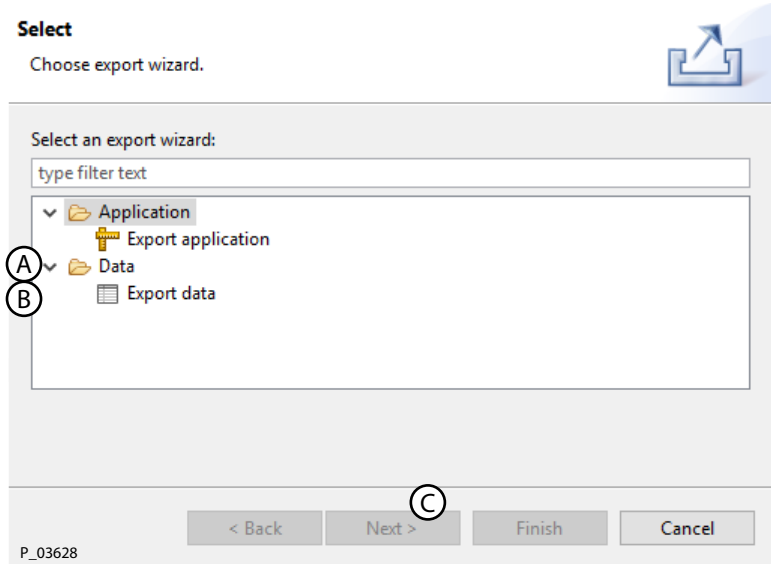 Select
Choose export wizard.
Select an export wizard:
type filter text
Application
Export application
A Data
B Export data
C
< Back Next > Finish Cancel
P_03628